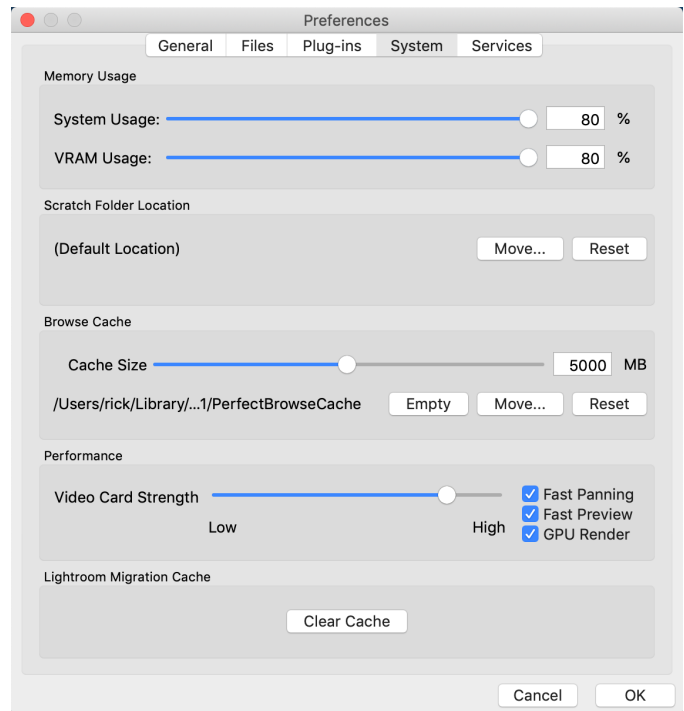 Preferences
General Files Plug-ins System Services
Memory Usage
System Usage: 80 %
VRAM Usage: 80 %
Scratch Folder Location
(Default Location) Move... Reset
Browse Cache
Cache Size 5000 MB
/Users/rick/Library/...1/PerfectBrowseCache Empty Move... Reset
Performance
Video Card Strength Fast Panning
Fast Preview
Low High GPU Render
Lightroom Migration Cache
Clear Cache
Cancel OK